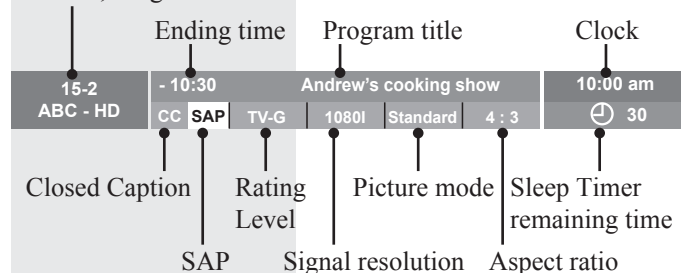 Ending time Program title Clock
15-2 - 10:30 Andrew's cooking show 10:00 am
ABC - HD CC SAP TV-G 1080I Standard 4 : 3 30
Closed Caption Rating Level Picture mode Sleep Timer remaining time
SAP Signal resolution Aspect ratio